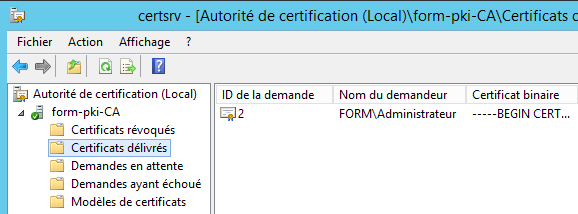 certsrv - [Autorité de certification (Local)\form-pki-CA\Certificats d
Fichier Action Affichage ?
Autorité de certification (Local)
form-pki-CA
Certificats révoqués
Certificats délivrés
Demandes en attente
Demandes ayant échoué
Modèles de certificats
ID de la demande Nom du demandeur Certificat binaire
2 FORM\Administrateur -----BEGIN CERT...